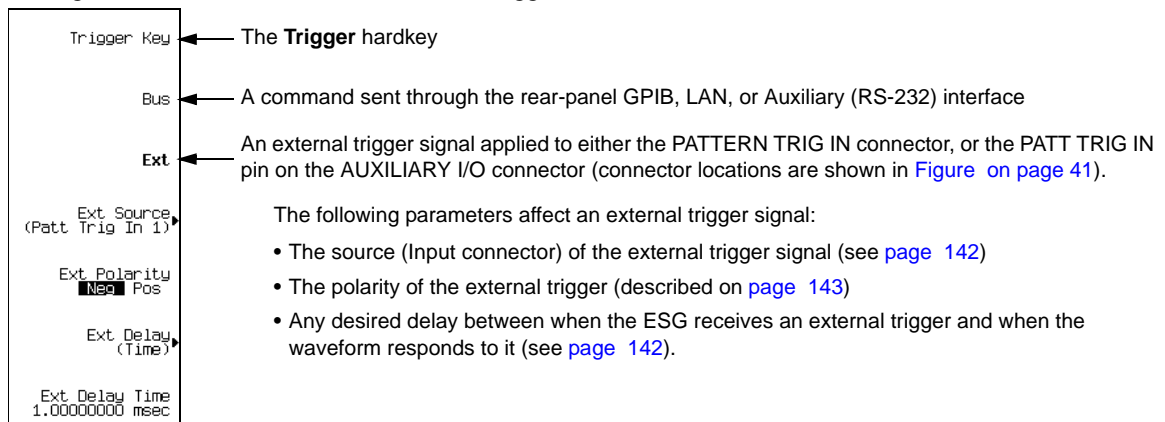 Trigger Key
The Trigger hardkey
Bus
A command sent through the rear-panel GPIB, LAN, or Auxiliary (RS-232) interface
Ext
An external trigger signal applied to either the PATTERN TRIG IN connector, or the PATT TRIG IN
pin on the AUXILIARY I/O connector (connector locations are shown in Figure on page 41).
Ext Source
(Patt Trig In 1)
The following parameters affect an external trigger signal:
• The source (Input connector) of the external trigger signal (see page 142)
Ext Polarity
Neg Pos
• The polarity of the external trigger (described on page 143)
• Any desired delay between when the ESG receives an external trigger and when the
waveform responds to it (see page 142).
Ext Delay
(Time)
Ext Delay Time
1.00000000 msec